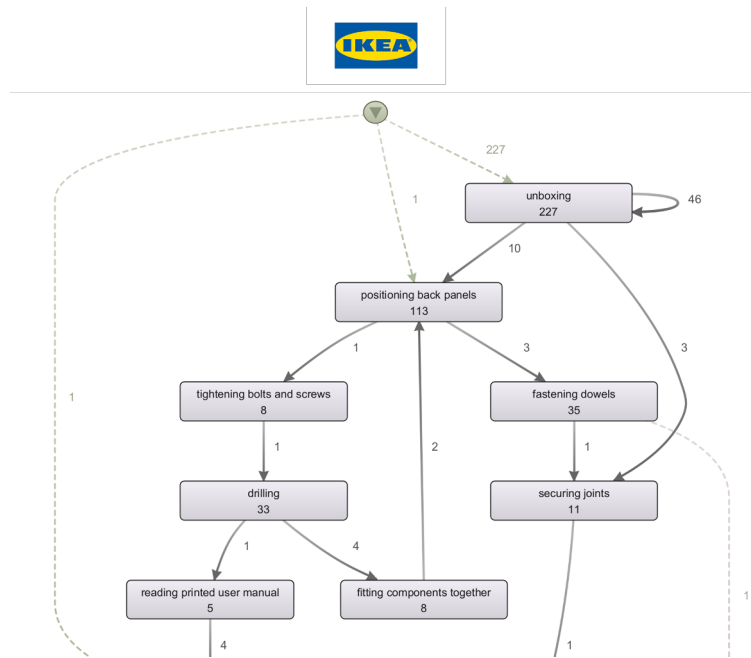 IKEA
227
unboxing
227
46
1
10
positioning back panels
113
3
1
3
1
tightening bolts and screws
8
fastening dowels
35
2
1
1
drilling
33
securing joints
11
1
4
reading printed user manual
5
fitting components together
8
1
4
1